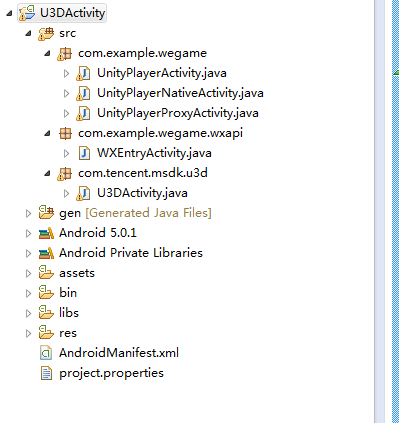 U3DActivity
src
com.example.wegame
UnityPlayerActivity.java
UnityPlayerNativeActivity.java
UnityPlayerProxyActivity.java
com.example.wegame.wxapi
WXEntryActivity.java
com.tencent.msdk.u3d
U3DActivity.java
gen [Generated Java Files]
Android 5.0.1
Android Private Libraries
assets
bin
libs
res
AndroidManifest.xml
project.properties